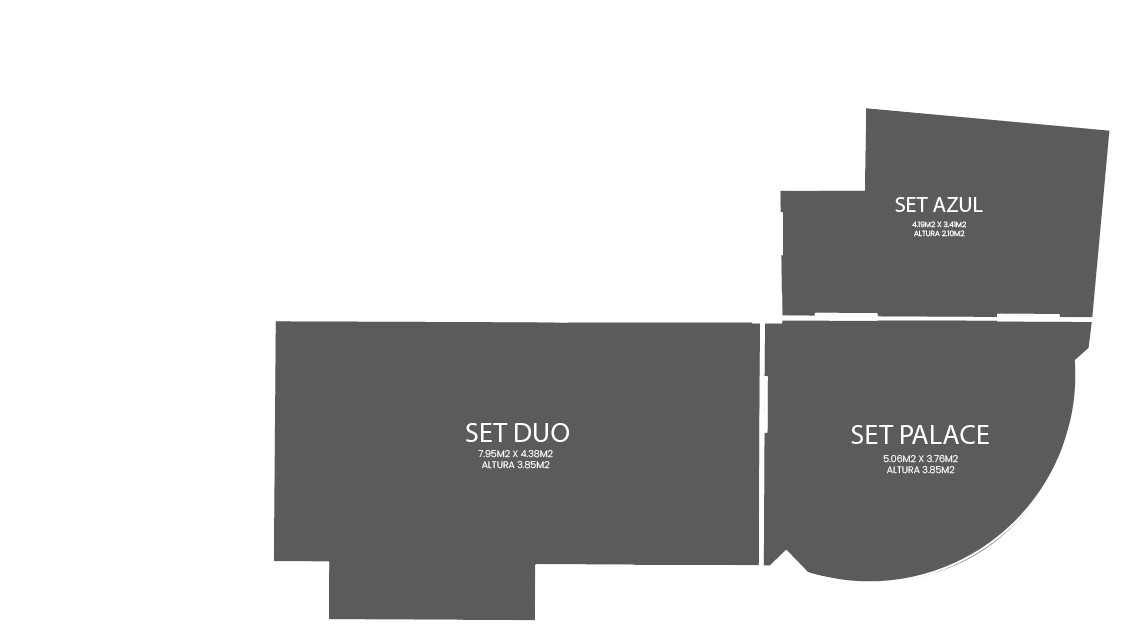 SET AZUL
4.19M2 X 3.41M2
ALTURA 2.10M2
SET DUO
7.95M2 X 4.38M2
ALTURA 3.85M2
SET PALACE
5.06M2 X 3.76M2
ALTURA 3.85M2